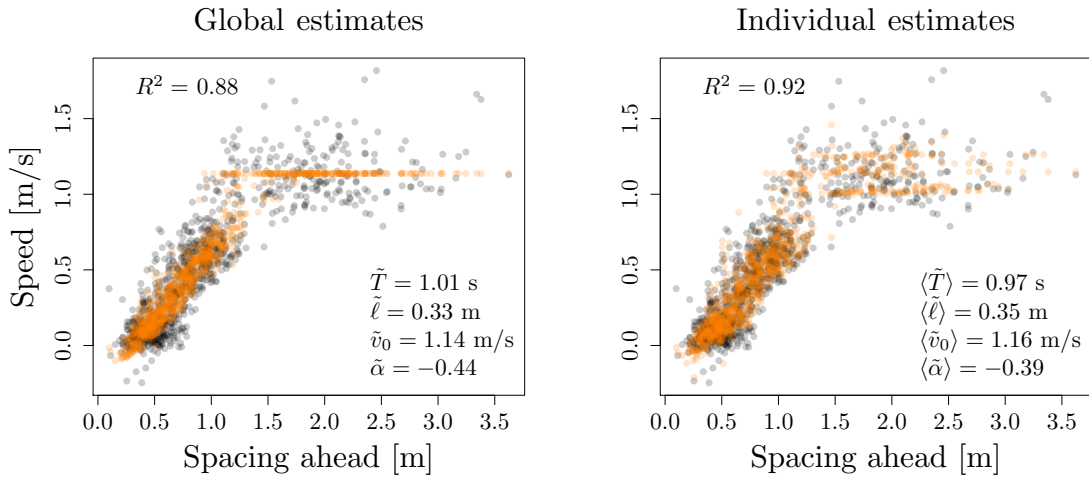 Global estimates
R² = 0.88
T̃ = 1.01 s
ℓ̃ = 0.33 m
ṽ₀ = 1.14 m/s
α̃ = −0.44
Speed [m/s]
0.0
0.5
1.0
1.5
0.0 0.5 1.0 1.5 2.0 2.5 3.0 3.5
Spacing ahead [m]
Individual estimates
R² = 0.92
⟨T̃⟩ = 0.97 s
⟨ℓ̃⟩ = 0.35 m
⟨ṽ₀⟩ = 1.16 m/s
⟨α̃⟩ = −0.39
0.0
0.5
1.0
1.5
0.0 0.5 1.0 1.5 2.0 2.5 3.0 3.5
Spacing ahead [m]